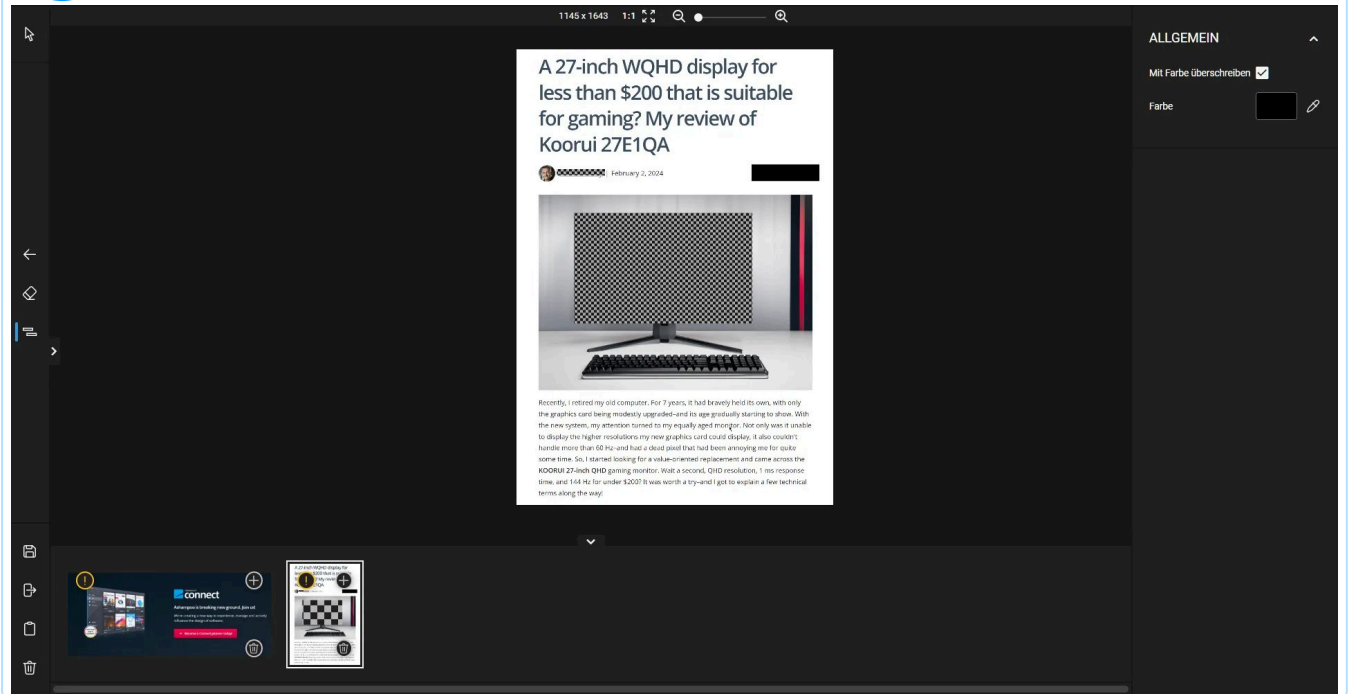 1145 x 1643 1:1
ALLGEMEIN
Mit Farbe überschreiben
Farbe
A 27-inch WQHD display for
less than $200 that is suitable
for gaming? My review of
Koorui 27E1QA
February 2, 2024
Recently, I retired my old computer. For 7 years, it had bravely held its own, with only
the graphics card being modestly upgraded–and its age gradually starting to show. With
the new system, my attention turned to my equally aged monitor. Not only was it unable
to display the higher resolutions my new graphics card could display, it also couldn't
handle more than 60 Hz–and had a dead pixel that had been annoying me for quite
some time. So, I started looking for a value-oriented replacement and came across the
KOORUI 27-inch QHD gaming monitor. Wait a second, QHD resolution, 1 ms response
time, and 144 Hz for under $200? It was worth a try–and I got to explain a few technical
terms along the way!
connect
Ashampoo is breaking new ground, join us!